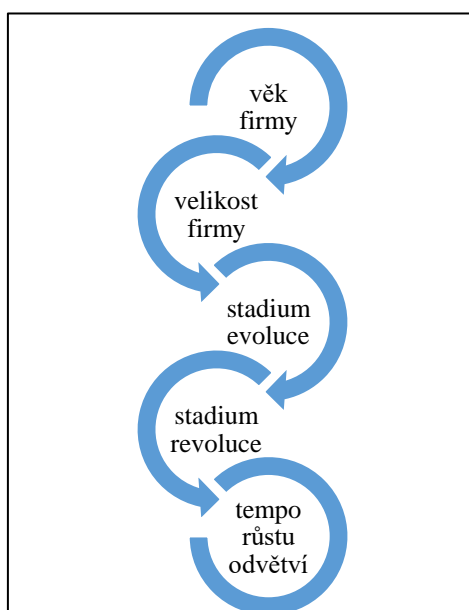 věk
firmy
velikost
firmy
stadium
evoluce
stadium
revoluce
tempo
růstu
odvětví